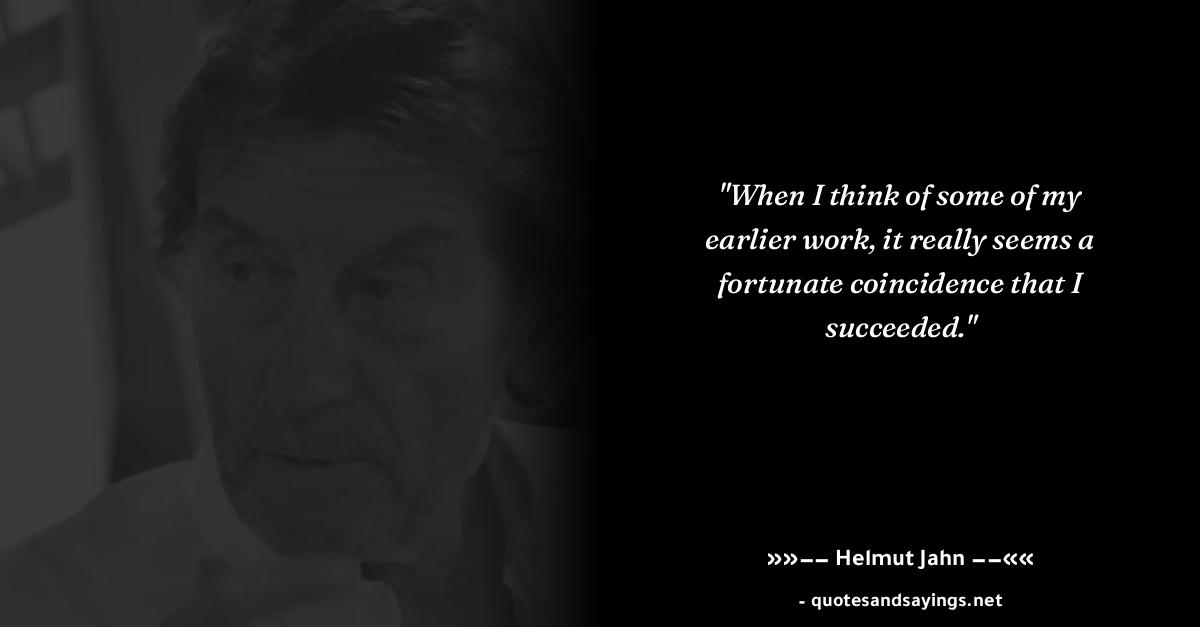 "When I think of some of my
earlier work, it really seems a
fortunate coincidence that I
succeeded."
»»–– Helmut Jahn ––««
- quotesandsayings.net